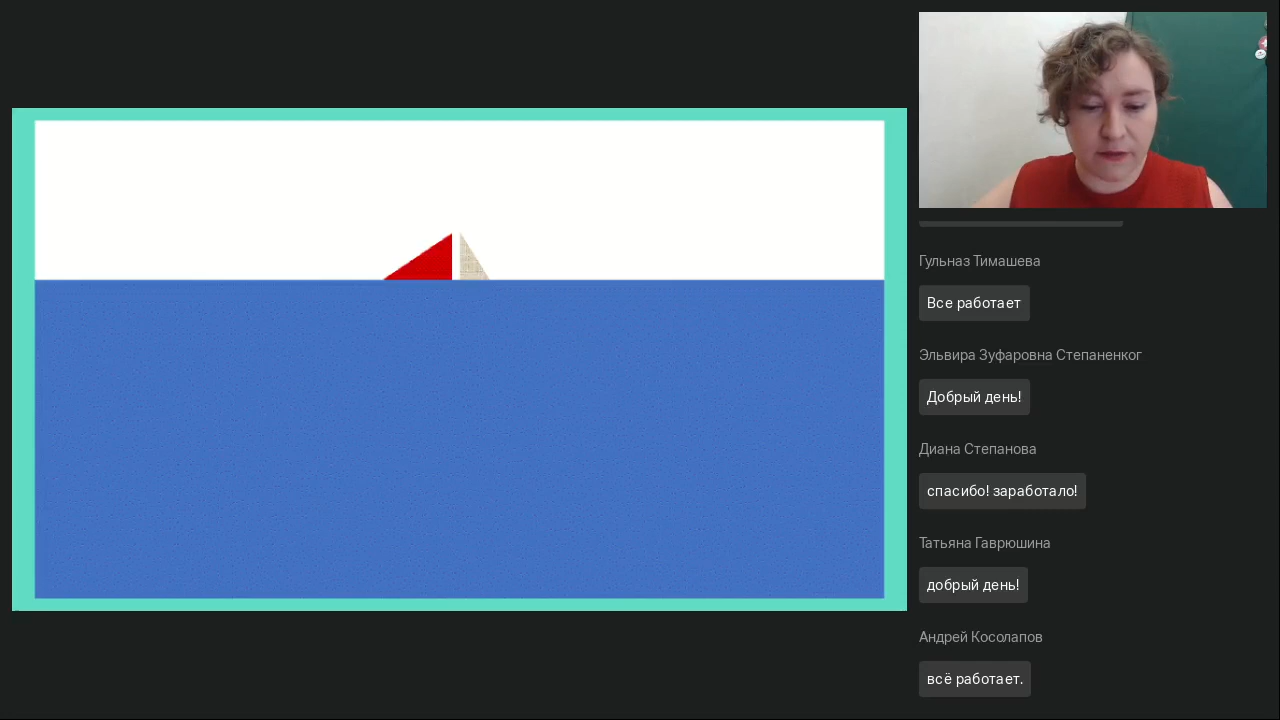 Гульназ Тимашева
Все работает
Эльвира Зуфаровна Степаненког
Добрый день!
Диана Степанова
спасибо! заработало!
Татьяна Гаврюшина
добрый день!
Андрей Косолапов
всё работает.